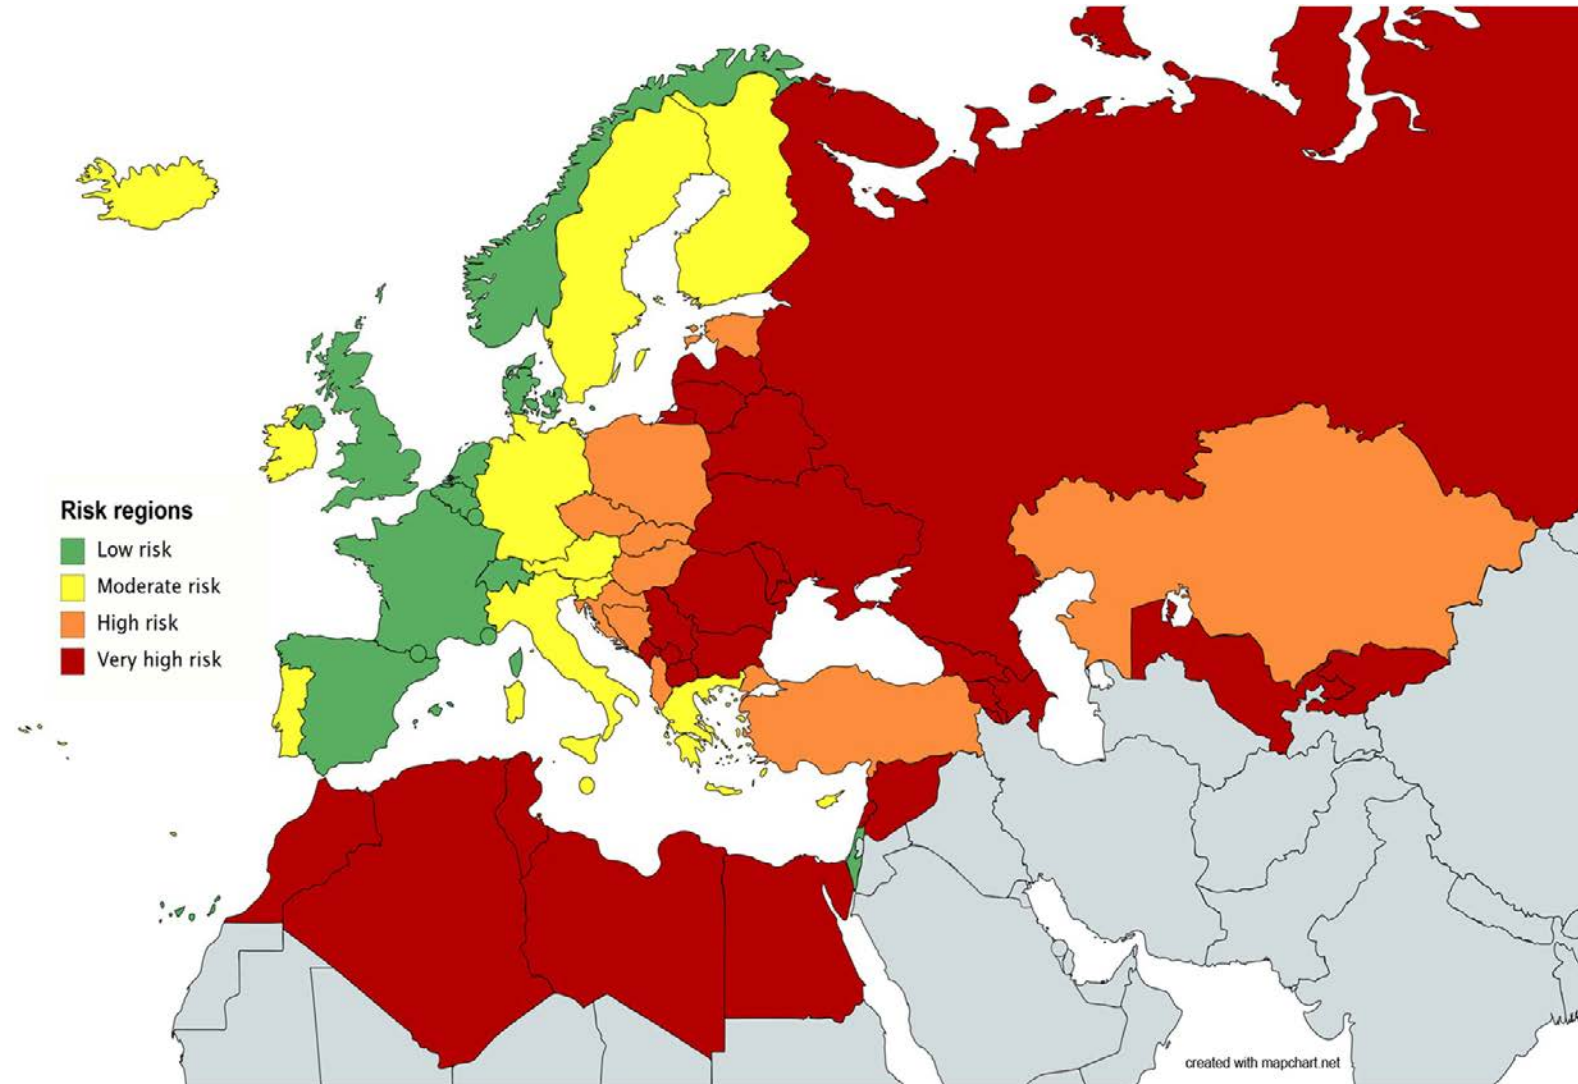 Risk regions
Low risk
Moderate risk
High risk
Very high risk
created with mapchart.net